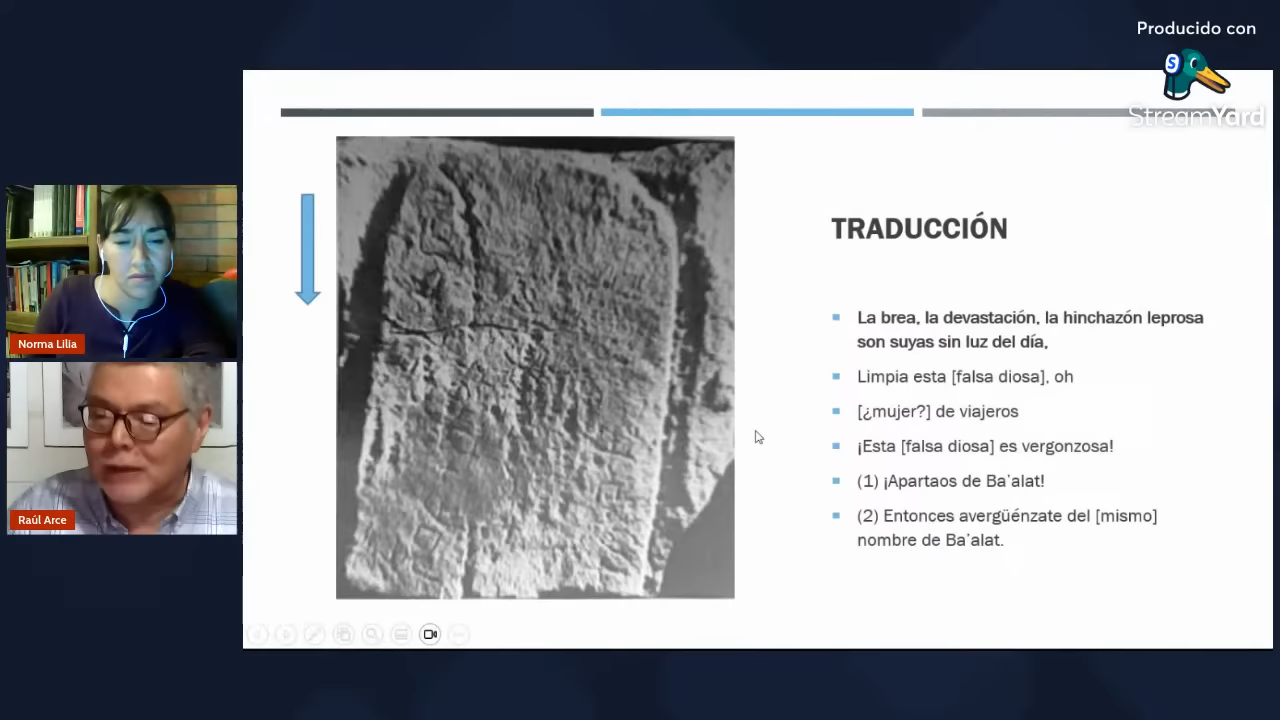 Producido con
StreamYard
Norma Lilia
Raúl Arce
TRADUCCIÓN
La brea, la devastación, la hinchazón leprosa
son suyas sin luz del día,
Limpia esta [falsa diosa], oh
[¿mujer?] de viajeros
¡Esta [falsa diosa] es vergonzosa!
(1) ¡Apartaos de Ba’alat!
(2) Entonces avergüénzate del [mismo]
nombre de Ba’alat.